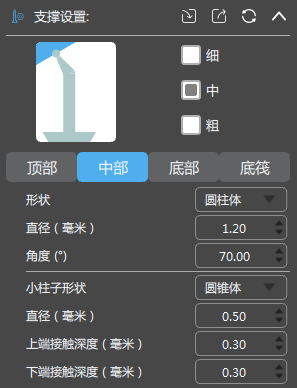 支撑设置:
细
中
粗
顶部 中部 底部 底筏
形状 圆柱体
直径（毫米） 1.20
角度 (°) 70.00
小柱子形状 圆锥体
直径（毫米） 0.50
上端接触深度（毫米） 0.30
下端接触深度（毫米） 0.30